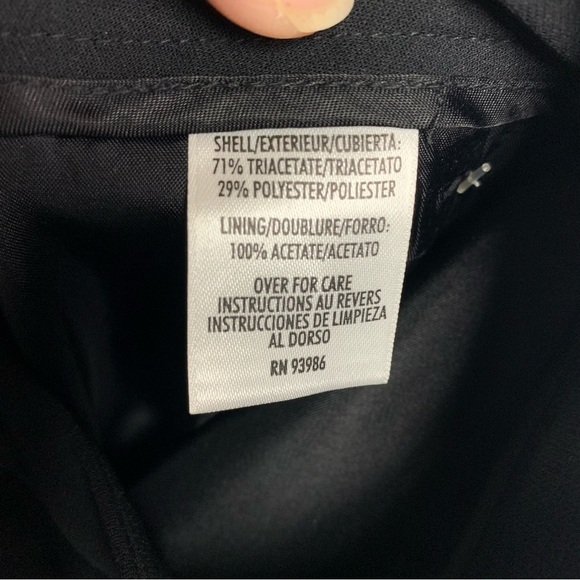 SHELL/EXTERIEUR/CUBIERTA:
71% TRIACETATE/TRIACETATO
29% POLYESTER/POLIESTER
LINING/DOUBLURE/FORRO:
100% ACETATE/ACETATO
OVER FOR CARE
INSTRUCTIONS AU REVERS
INSTRUCCIONES DE LIMPIEZA
AL DORSO
RN 93986